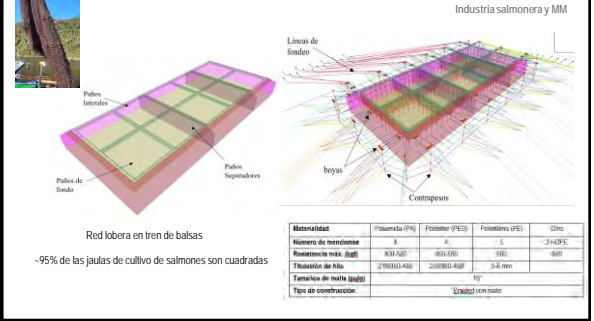 Industria salmonera y MM
Líneas de
fondeo
Paños
laterales
Paños
Separadores
Paños de
fondo
boyas
Contrapesos
Red lobera en tren de balsas
~95% de las jaulas de cultivo de salmones son cuadradas
Materialidad Poliamida (PA) Poliéster (PES) Polietileno (PE) Otro
Número de menciones 8 4 5
Resistencia máx. (kgf)
Titulación de hilo
Tamaños de malla (pulg) 10"
Tipo de construcción